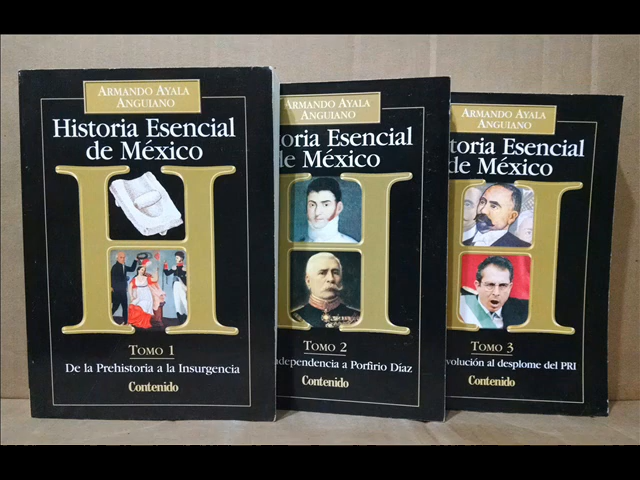 ARMANDO AYALA
ANGUIANO
Historia Esencial
de México
H
TOMO 1
De la Prehistoria a la Insurgencia
Contenido
ARMANDO AYALA
ANGUIANO
toria Esencial
de México
H
TOMO 2
ndependencia a Porfirio Díaz
Contenido
ARMANDO AYALA
ANGUIANO
toria Esencial
de México
H
TOMO 3
volución al desplome del PRI
Contenido